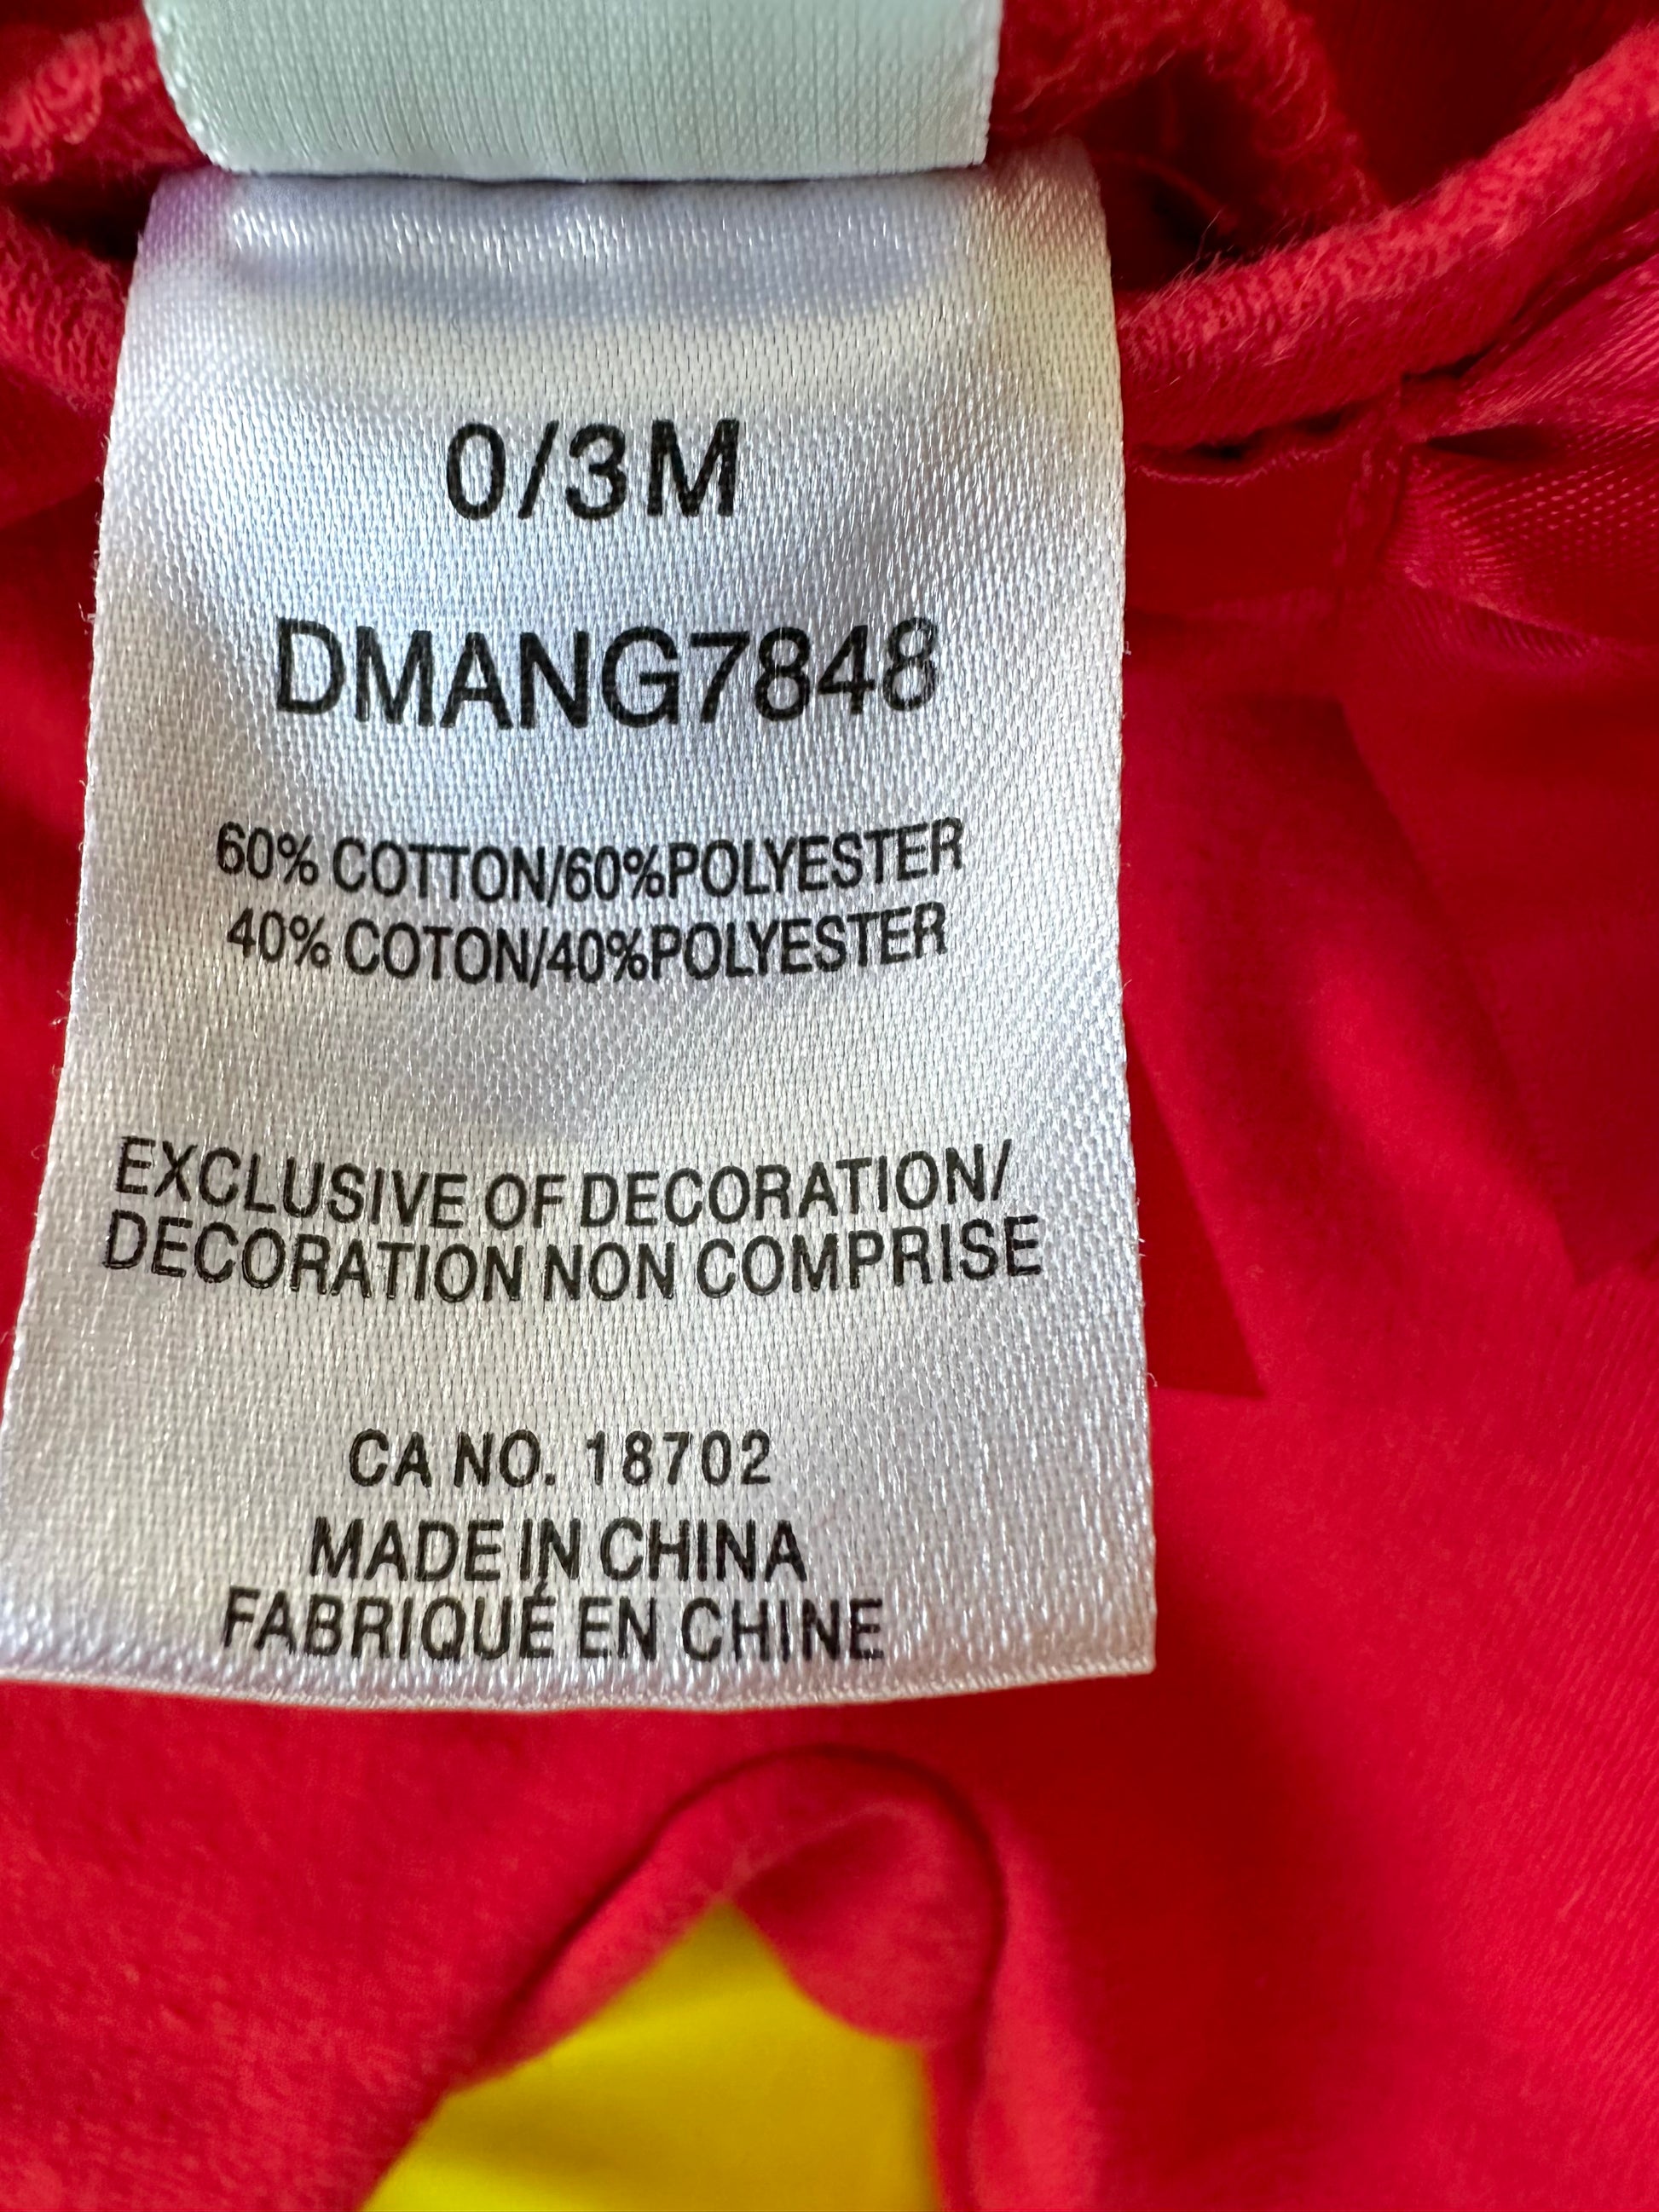 0/3M
DMANG7848
60% COTTON/60%POLYESTER
40% COTON/40%POLYESTER
EXCLUSIVE OF DECORATION/
DECORATION NON COMPRISE
CA NO. 18702
MADE IN CHINA
FABRIQUÉ EN CHINE